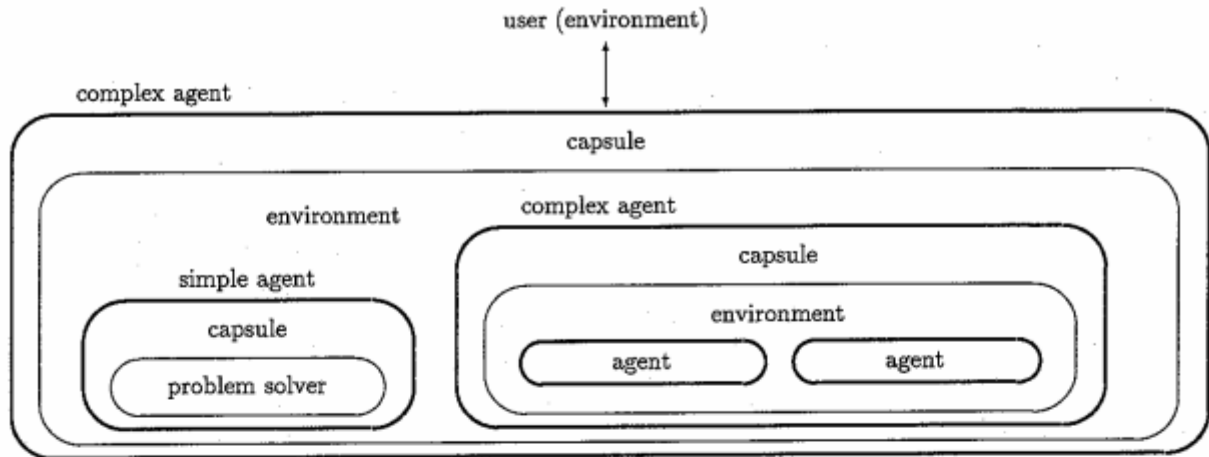 user (environment)
complex agent
capsule
environment
complex agent
simple agent
capsule
problem solver
capsule
environment
agent
agent